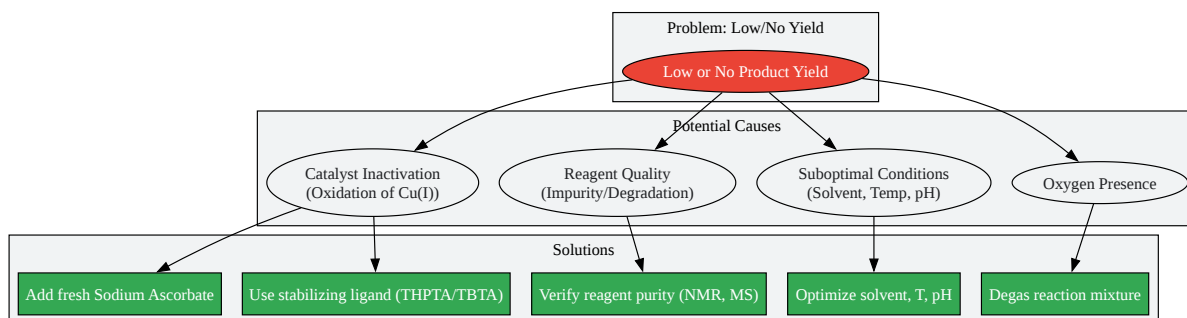 Problem: Low/No Yield
Low or No Product Yield
Potential Causes
Catalyst Inactivation
(Oxidation of Cu(I))
Reagent Quality
(Impurity/Degradation)
Suboptimal Conditions
(Solvent, Temp, pH)
Oxygen Presence
Solutions
Add fresh Sodium Ascorbate
Use stabilizing ligand (THPTA/TBTA)
Verify reagent purity (NMR, MS)
Optimize solvent, T, pH
Degas reaction mixture